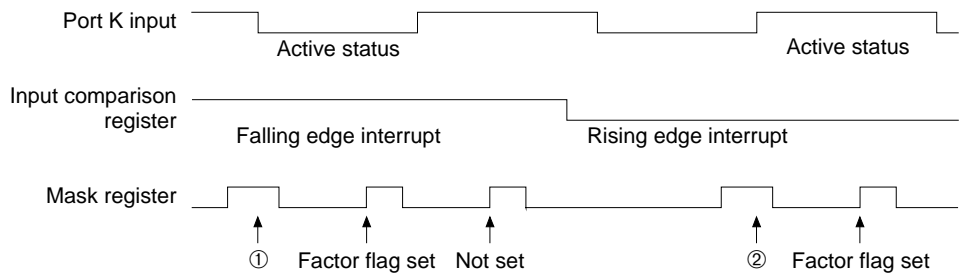 Port K input
Active status
Active status
Input comparison
register
Falling edge interrupt
Rising edge interrupt
Mask register
①
Factor flag set
Not set
②
Factor flag set